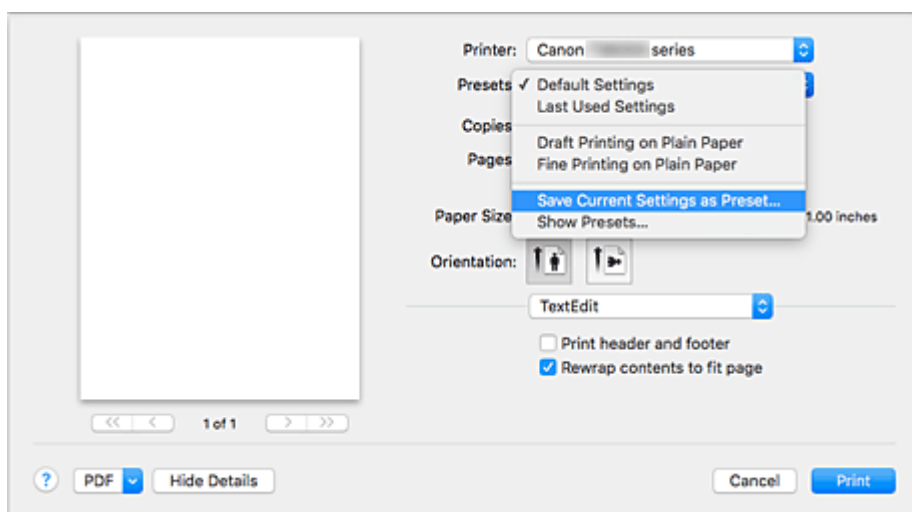 Printer: Canon series
Presets ✓ Default Settings
Last Used Settings
Copies
Draft Printing on Plain Paper
Pages
Fine Printing on Plain Paper
Save Current Settings as Preset...
Paper Size
1.00 inches
Show Presets...
Orientation:
TextEdit
Print header and footer
Rewrap contents to fit page
<< < 1 of 1 > >>
? PDF Hide Details Cancel Print